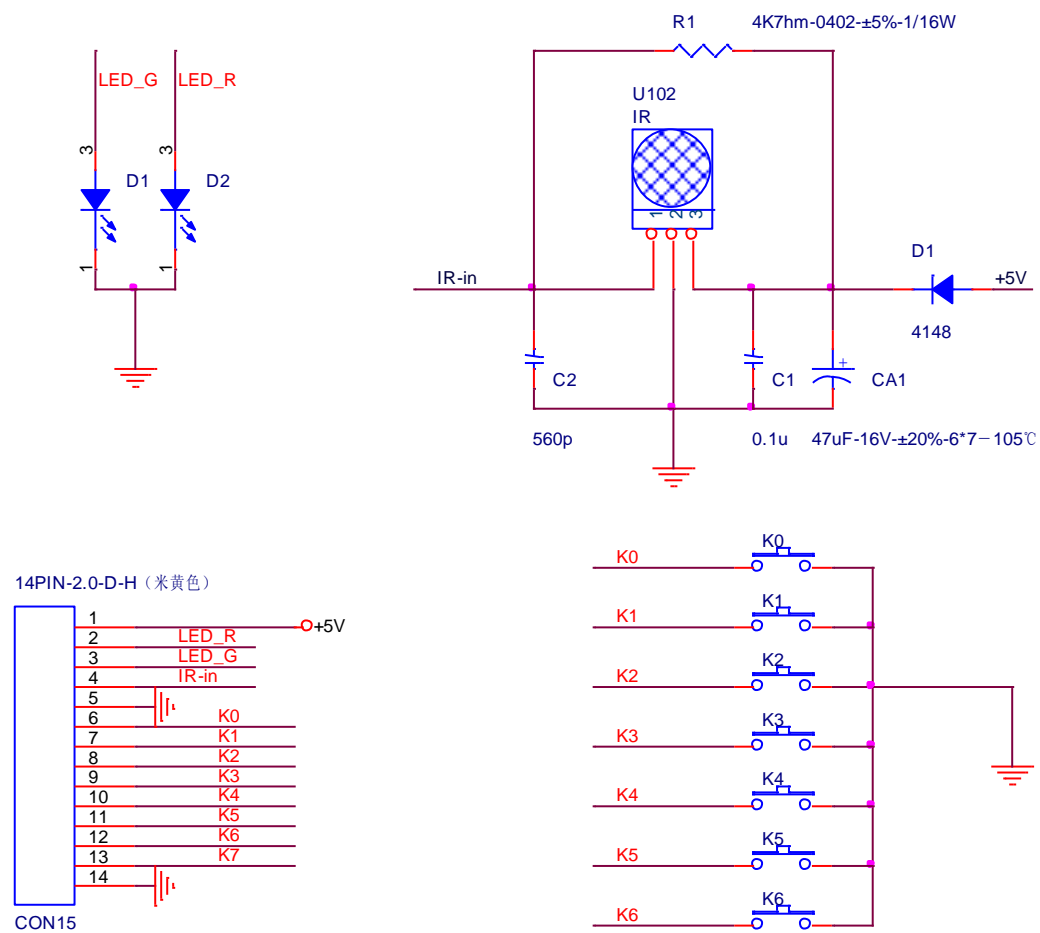 LED_G
LED_R
3
3
D1
D2
1
1
R1
4K7hm-0402-±5%-1/16W
U102
IR
1
2
3
IR-in
D1
+5V
4148
C2
C1
+
CA1
560p
0.1u
47uF-16V-±20%-6*7－105℃
14PIN-2.0-D-H（米黄色）
1
+5V
2
LED_R
3
LED_G
4
IR-in
5
6
K0
7
K1
8
K2
9
K3
10
K4
11
K5
12
K6
13
K7
14
CON15
K0
K0
K1
K1
K2
K2
K3
K3
K4
K4
K5
K5
K6
K6